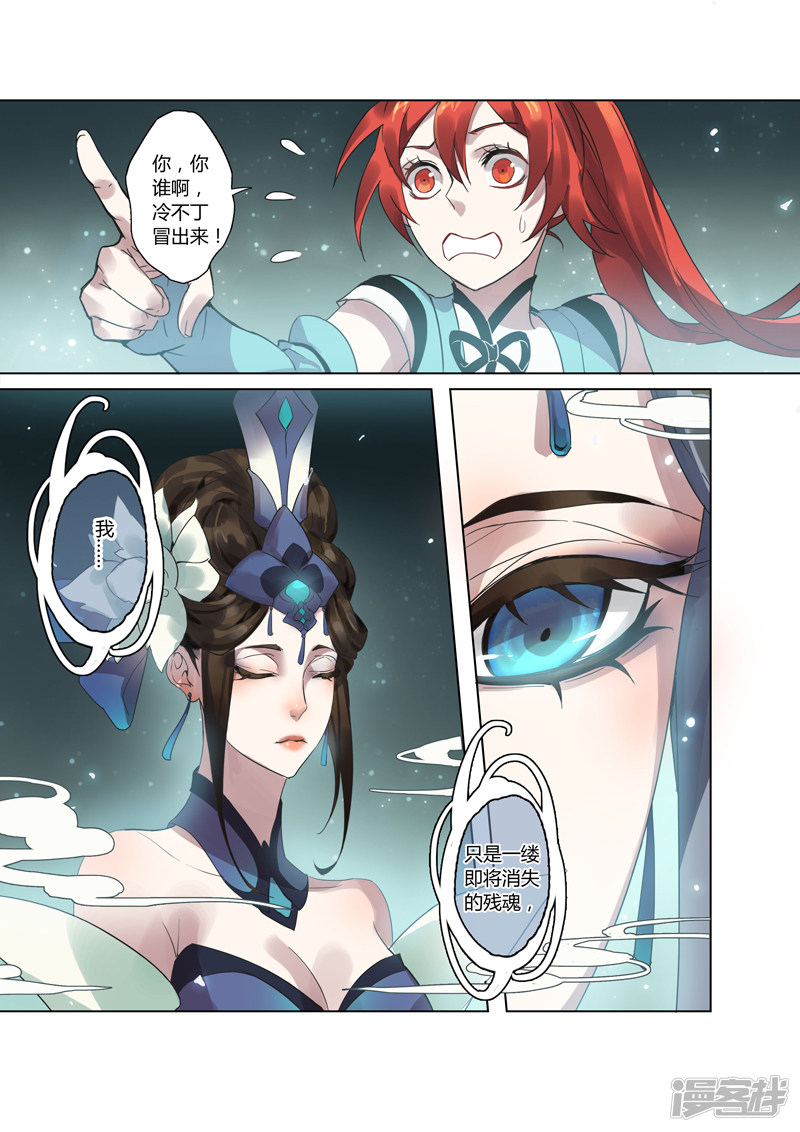 你，你
谁啊，
冷不丁
冒出来！
我……
只是一缕
即将消失
的残魂，
漫客栈